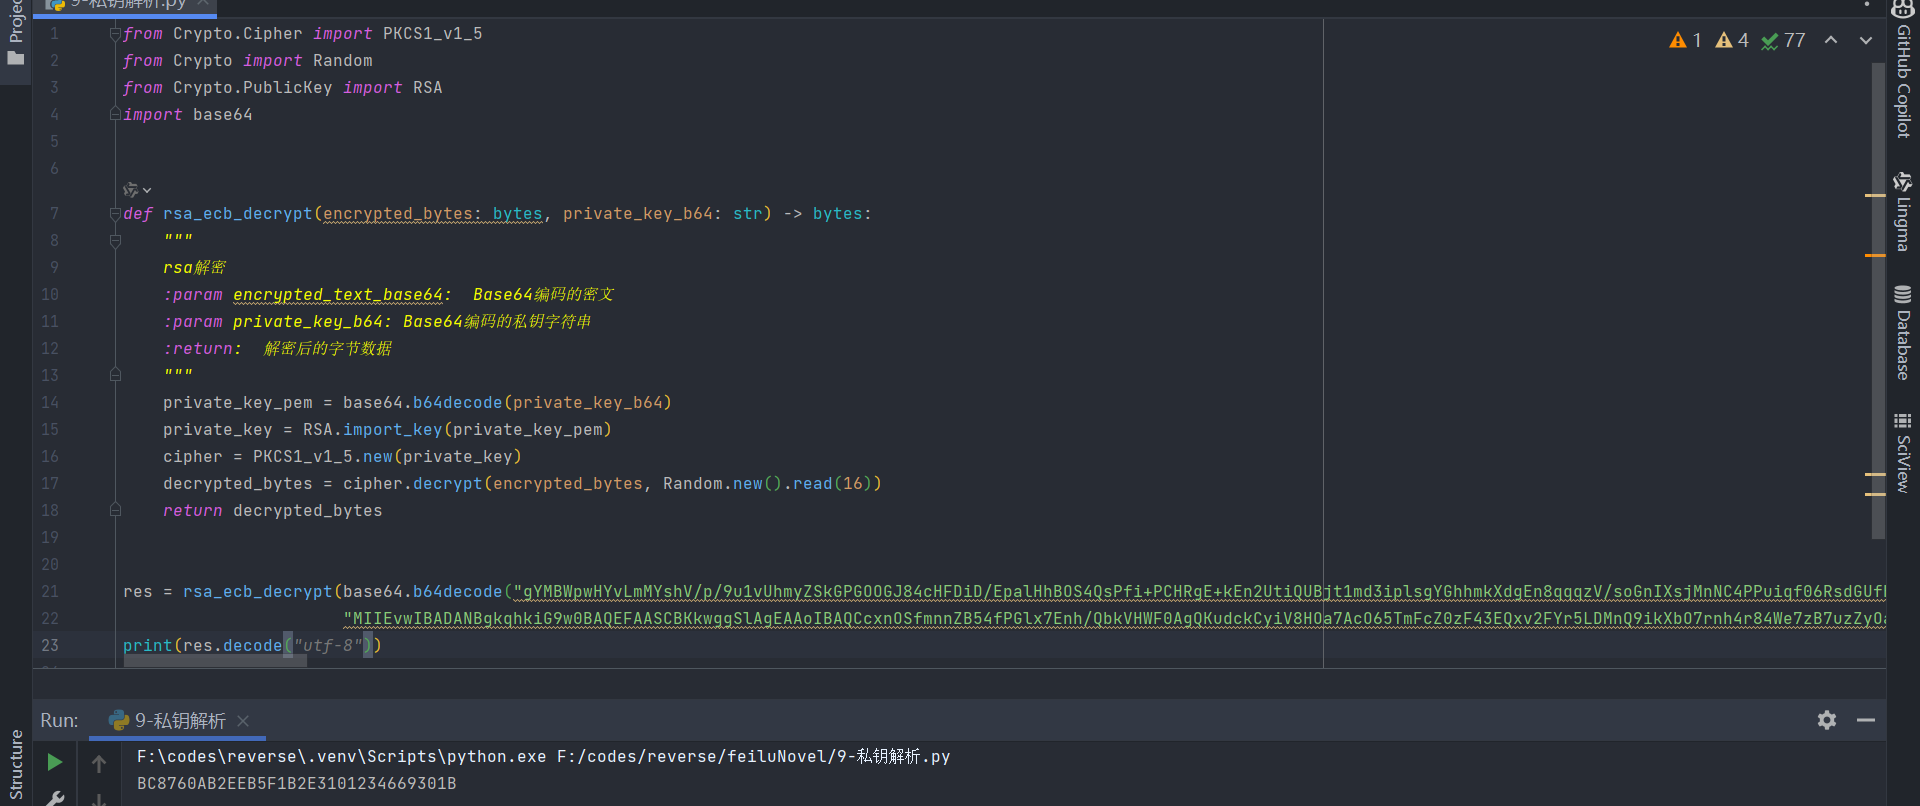 9-私钥解析.py
Project
1 from Crypto.Cipher import PKCS1_v1_5
2 from Crypto import Random
3 from Crypto.PublicKey import RSA
4 import base64
5
6
7 def rsa_ecb_decrypt(encrypted_bytes: bytes, private_key_b64: str) -> bytes:
8 """
9 rsa解密
10 :param encrypted_text_base64:  Base64编码的密文
11 :param private_key_b64: Base64编码的私钥字符串
12 :return:  解密后的字节数据
13 """
14 private_key_pem = base64.b64decode(private_key_b64)
15 private_key = RSA.import_key(private_key_pem)
16 cipher = PKCS1_v1_5.new(private_key)
17 decrypted_bytes = cipher.decrypt(encrypted_bytes, Random.new().read(16))
18 return decrypted_bytes
19
20
21 res = rsa_ecb_decrypt(base64.b64decode("gYMBWpwHYvLmMYshV/p/9u1vUhmyZSkGPGOOGJ84cHFDiD/EpalHhBOS4QsPfi+PCHRgE+kEn2UtiQUBjt1md3iplsgYGhhmkXdgEn8qqqzV/soGnIXsjMnNC4PPuiqf06RsdGUf
22 "MIIEvwIBADANBgkqhkiG9w0BAQEFAASCBKkwggSlAgEAAoIBAQCcxnOSfmnnZB54fPGlx7Enh/QbkVHWF0AgQKudckCyiV8HOa7AcO65TmFcZ0zF43EQxv2FYr5LDMnQ9ikXbO7rnh4r84We7zB7uzZyO
23 print(res.decode("utf-8"))
1 4 77
GitHub Copilot
Lingma
Database
SciView
Run: 9-私钥解析
Structure
F:\codes\reverse\.venv\Scripts\python.exe F:/codes/reverse/feiluNovel/9-私钥解析.py
BC8760AB2EEB5F1B2E3101234669301B